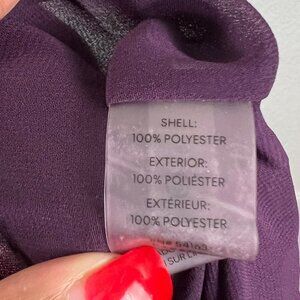 SHELL:
100% POLYESTER
EXTERIOR:
100% POLIÉSTER
EXTÉRIEUR:
100% POLYESTER